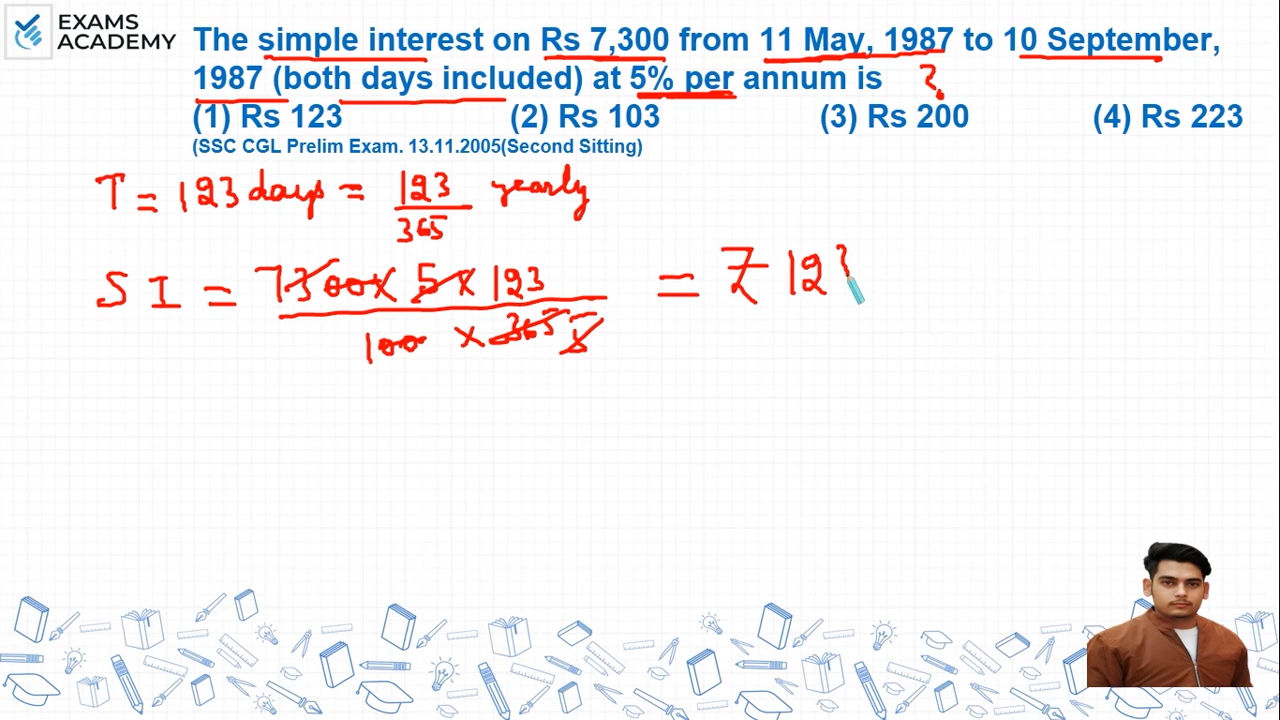 EXAMS
ACADEMY
The simple interest on Rs 7,300 from 11 May, 1987 to 10 September,
1987 (both days included) at 5% per annum is ?
(1) Rs 123 (2) Rs 103 (3) Rs 200 (4) Rs 223
(SSC CGL Prelim Exam. 13.11.2005(Second Sitting)
T = 123 days = 123/365 yearly
SI = 7300 x 5 x 123 / 100 x 365 5 = ₹ 123